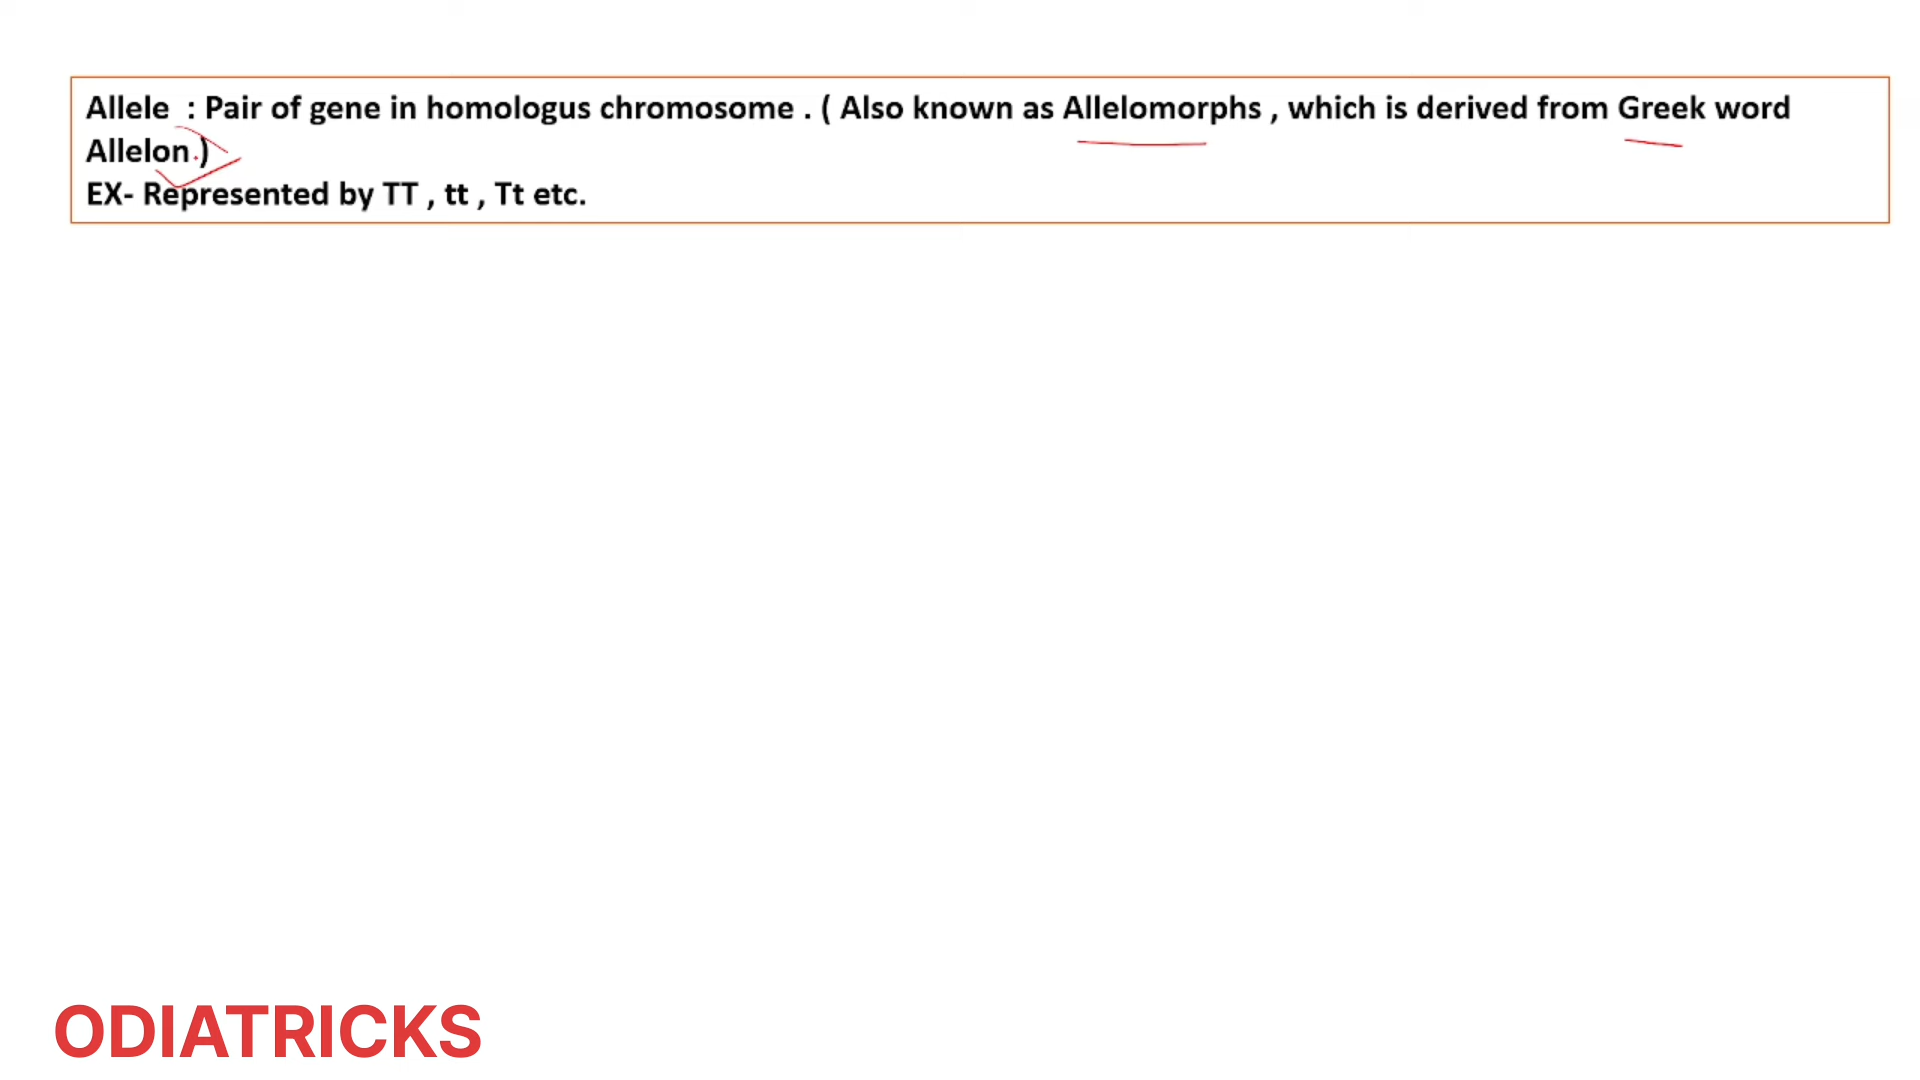 Allele : Pair of gene in homologus chromosome . ( Also known as Allelomorphs , which is derived from Greek word
Allelon.)
EX- Represented by TT , tt , Tt etc.
ODIATRICKS